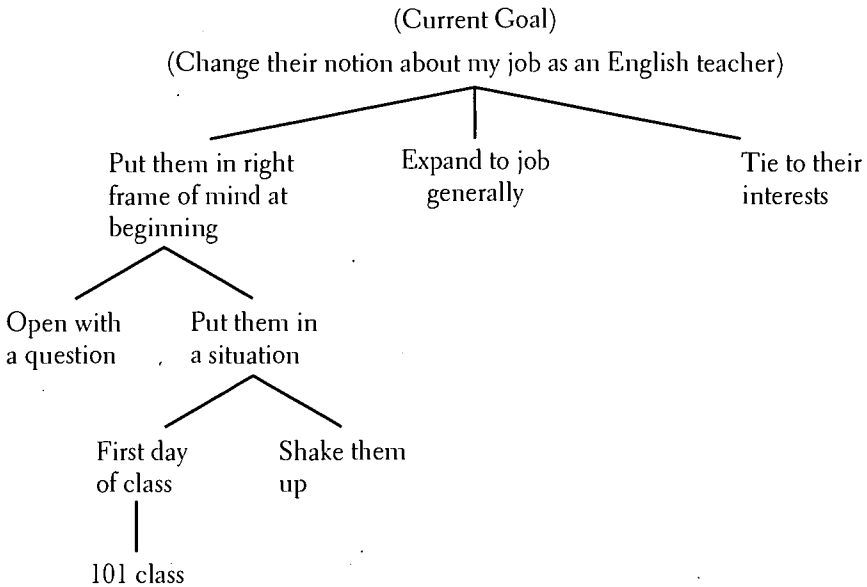 (Current Goal)
(Change their notion about my job as an English teacher)
Put them in right
frame of mind at
beginning
Expand to job
generally
Tie to their
interests
Open with
a question
Put them in
a situation
First day
of class
Shake them
up
101 class